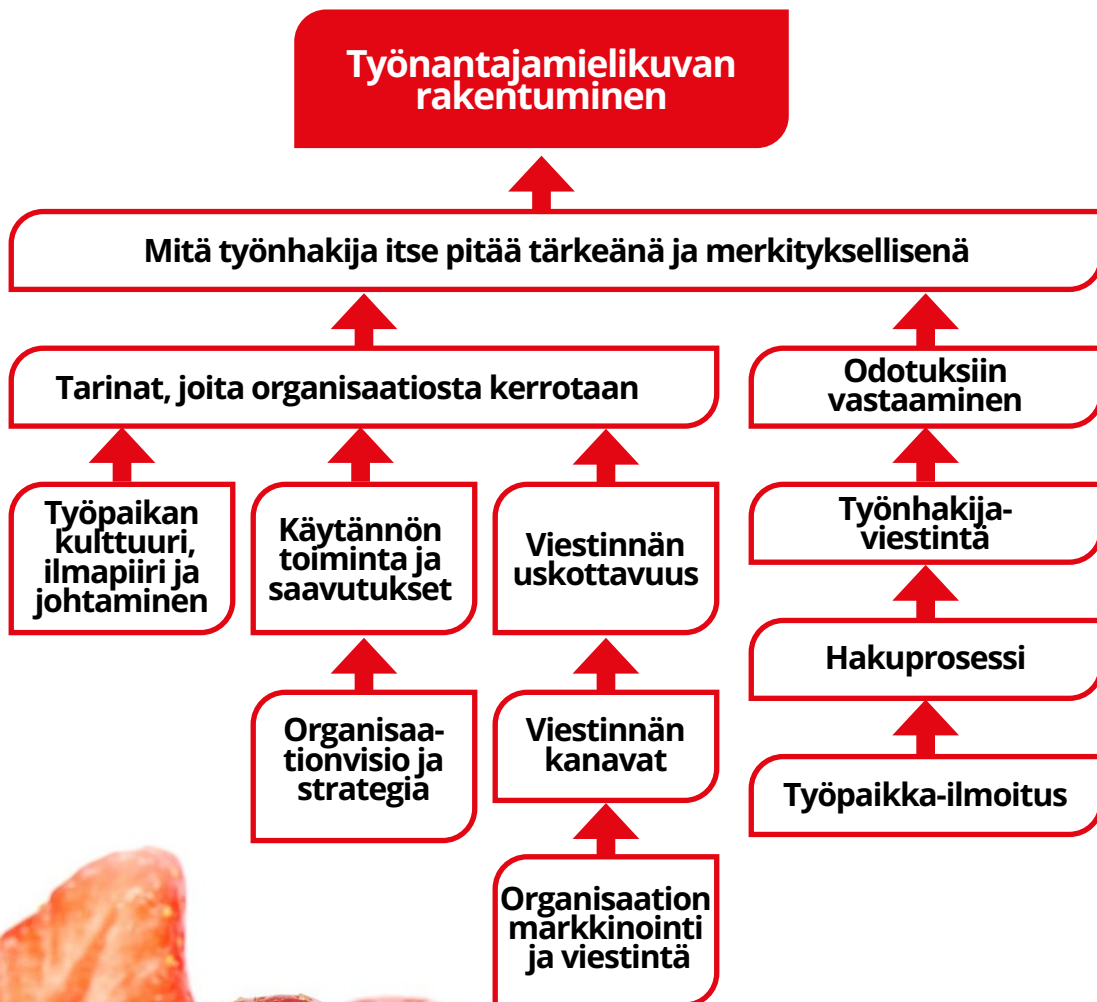 Työnantajamielikuvan
rakentuminen
Mitä työnhakija itse pitää tärkeänä ja merkityksellisenä
Tarinat, joita organisaatiosta kerrotaan
Odotuksiin
vastaaminen
Työpaikan
kulttuuri,
ilmapiiri ja
johtaminen
Käytännön
toiminta ja
saavutukset
Viestinnän
uskottavuus
Työnhakija-
viestintä
Hakuprosessi
Organisaa-
tionvisio ja
strategia
Viestinnän
kanavat
Työpaikka-ilmoitus
Organisaation
markkinointi
ja viestintä